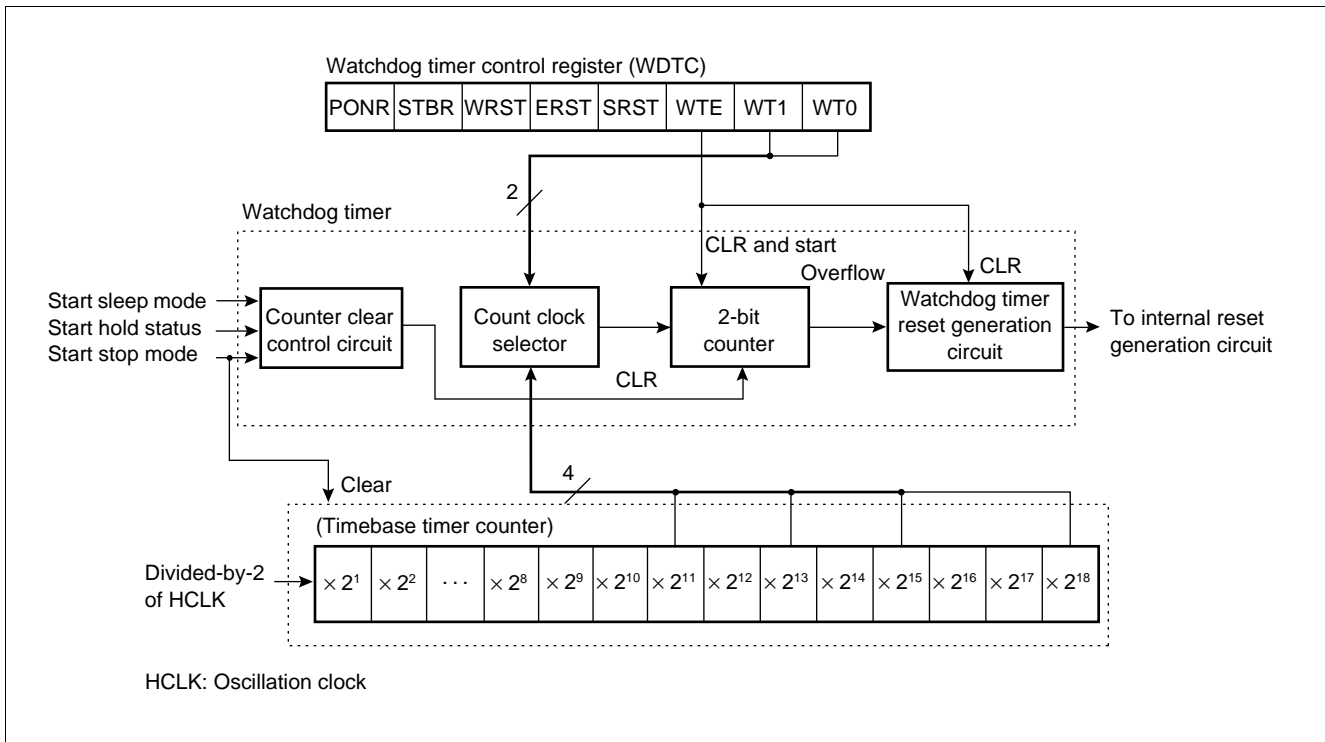 Watchdog timer control register (WDTC)
PONR STBR WRST ERST SRST WTE WT1 WT0
2
Watchdog timer
CLR and start
Overflow
CLR
Start sleep mode
Start hold status
Start stop mode
Counter clear
control circuit
Count clock
selector
2-bit
counter
Watchdog timer
reset generation
circuit
To internal reset
generation circuit
CLR
4
Clear
(Timebase timer counter)
Divided-by-2
of HCLK
× 2¹ × 2² ··· × 2⁸ × 2⁹ × 2¹⁰ × 2¹¹ × 2¹² × 2¹³ × 2¹⁴ × 2¹⁵ × 2¹⁶ × 2¹⁷ × 2¹⁸
HCLK: Oscillation clock